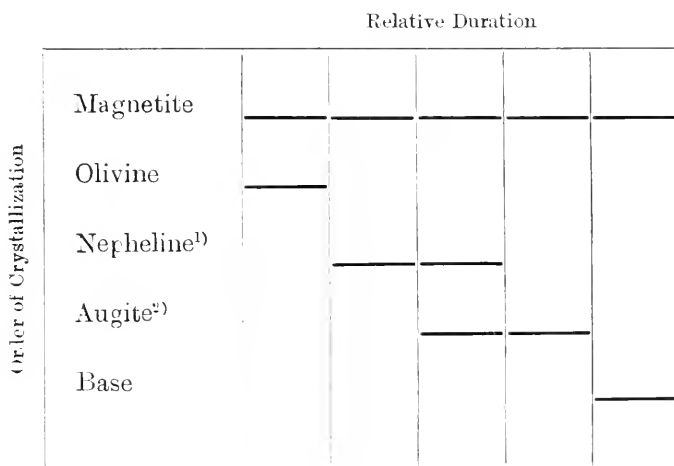 Relative Duration
Order of Crystallization
Magnetite
Olivine
Nepheline¹⁾
Augite²⁾
Base